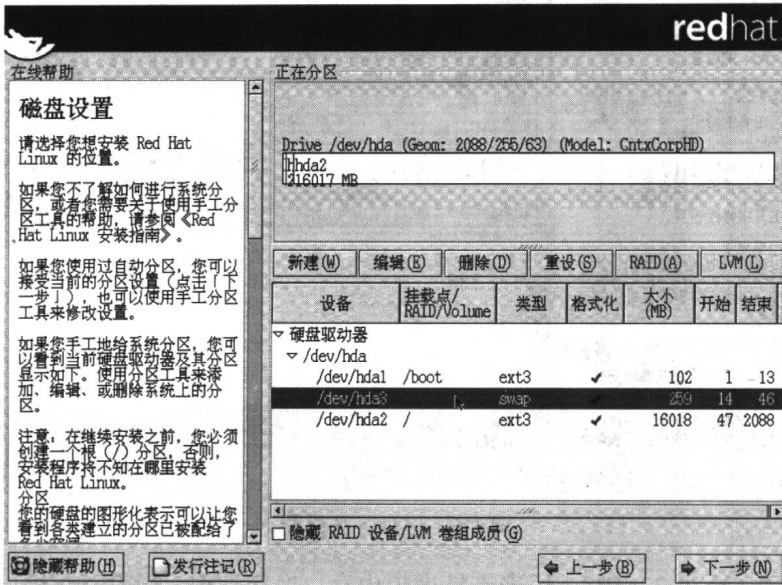 redhat
在线帮助
磁盘设置
请选择您想安装 Red Hat
Linux 的位置。
如果您不了解如何进行系统分
区，或者您需要关于使用手工分
区工具的帮助，请参阅《Red
Hat Linux 安装指南》。
如果您使用过自动分区，您可以
接受当前的分区设置（点击「下
一步」），也可以使用手工分区
工具来修改设置。
如果您手工地给系统分区，您可
以看到当前硬盘驱动器及其分区
显示如下。使用分区工具来添
加、编辑、或删除系统上的分
区。
注意：在继续安装之前，您必须
创建一个根（/）分区，否则，
安装程序将不知在哪里安装
Red Hat Linux。
分区
您的硬盘的图形化表示可以让您
看到各类建立的分区已被配给了
正在分区
Drive /dev/hda (Geom: 2088/255/63) (Model: CntxCorpHD)
hda2
16017 MB
新建(W) 编辑(E) 删除(D) 重设(S) RAID(A) LVM(L)
设备 挂载点/RAID/Volume 类型 格式化 大小(MB) 开始 结束
硬盘驱动器
/dev/hda
/dev/hda1 /boot ext3 ✔ 102 1 13
/dev/hda3 swap ✔ 259 14 46
/dev/hda2 / ext3 ✔ 16018 47 2088
隐藏 RAID 设备/LVM 卷组成员(G)
隐藏帮助(H) 发行注记(R) 上一步(B) 下一步(N)